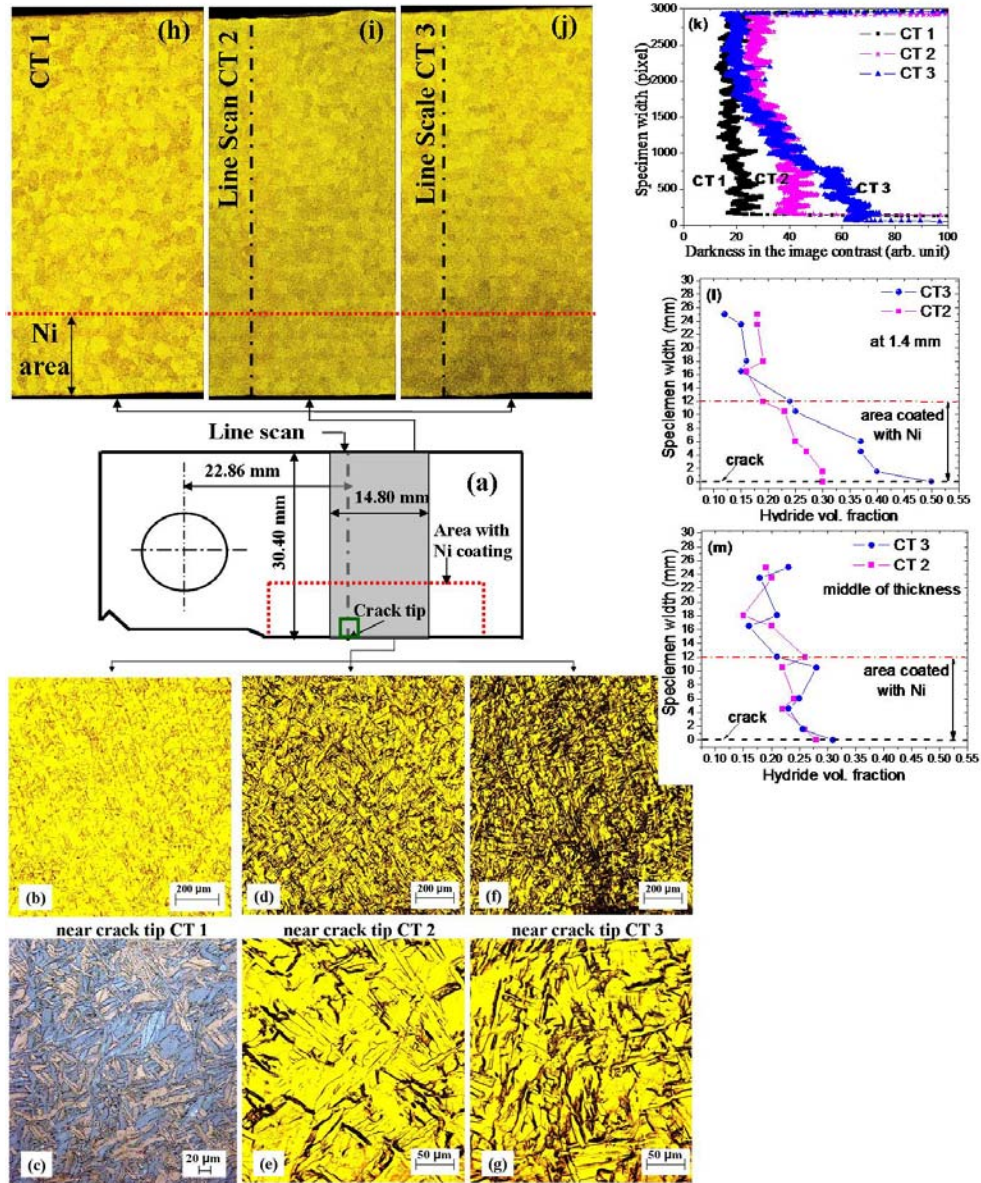 CT 1
(h)
Line Scan CT 2
(i)
Line Scale CT 3
(j)
Ni
area
(k)
CT 1
CT 2
CT 3
CT 1
CT 2
CT 3
Specimen width (pixel)
3000
2500
2000
1500
1000
500
0
0 20 40 60 80 100
Darkness in the image contrast (arb. unit)
(l)
CT3
CT2
at 1.4 mm
area coated
with Ni
crack
Speclemen width (mm)
30
28
26
24
22
20
18
16
14
12
10
8
6
4
2
0
0.10 0.15 0.20 0.25 0.30 0.35 0.40 0.45 0.50 0.55
Hydride vol. fraction
(m)
CT 3
CT 2
middle of thickness
area coated
with Ni
crack
Speclemen width (mm)
30
28
26
24
22
20
18
16
14
12
10
8
6
4
2
0
0.10 0.15 0.20 0.25 0.30 0.35 0.40 0.45 0.50 0.55
Hydride vol. fraction
Line scan
22.86 mm
(a)
14.80 mm
30.40 mm
Area with
Ni coating
Crack tip
(b)
200 μm
(d)
200 μm
(f)
200 μm
near crack tip CT 1
near crack tip CT 2
near crack tip CT 3
(c)
20 μm
(e)
50 μm
(g)
50 μm